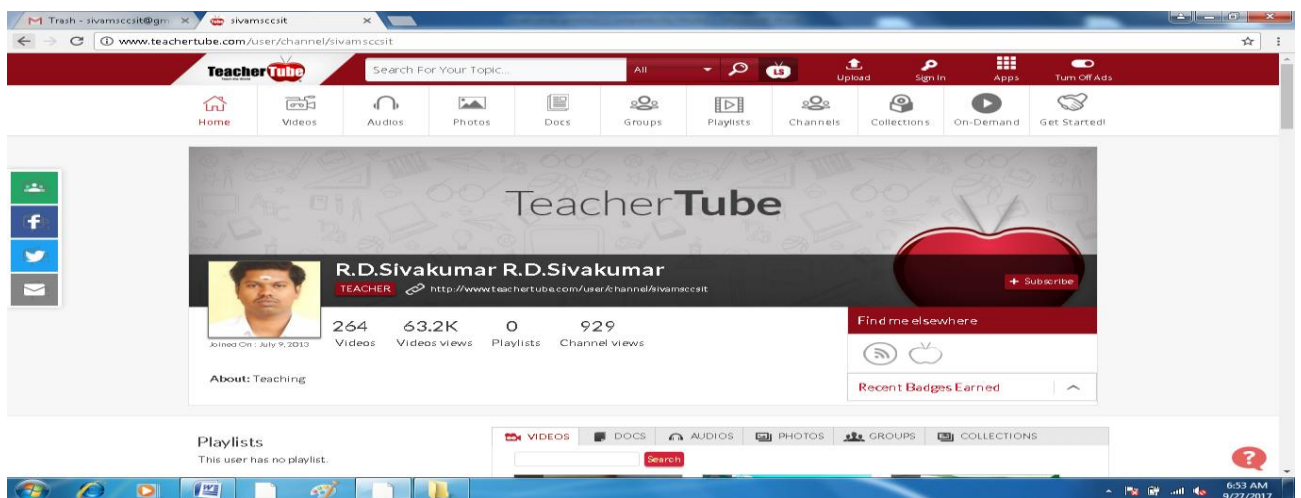 Trash - sivamsccsit@gm
sivamsccsit
www.teachertube.com/user/channel/sivamsccsit
TeacherTube
Search For Your Topic...
All
LS
Upload
Sign In
Apps
Turn Off Ads
Home
Videos
Audios
Photos
Docs
Groups
Playlists
Channels
Collections
On-Demand
Get Started!
TeacherTube
R.D.Sivakumar R.D.Sivakumar
TEACHER http://www.teachertube.com/user/channel/sivamsccsit
+ Subscribe
264 63.2K 0 929
Videos Videos views Playlists Channel views
Joined On : July 9, 2013
About: Teaching
Find me elsewhere
Recent Badges Earned
Playlists
This user has no playlist.
VIDEOS DOCS AUDIOS PHOTOS GROUPS COLLECTIONS
Search
?
6:53 AM
9/27/2017